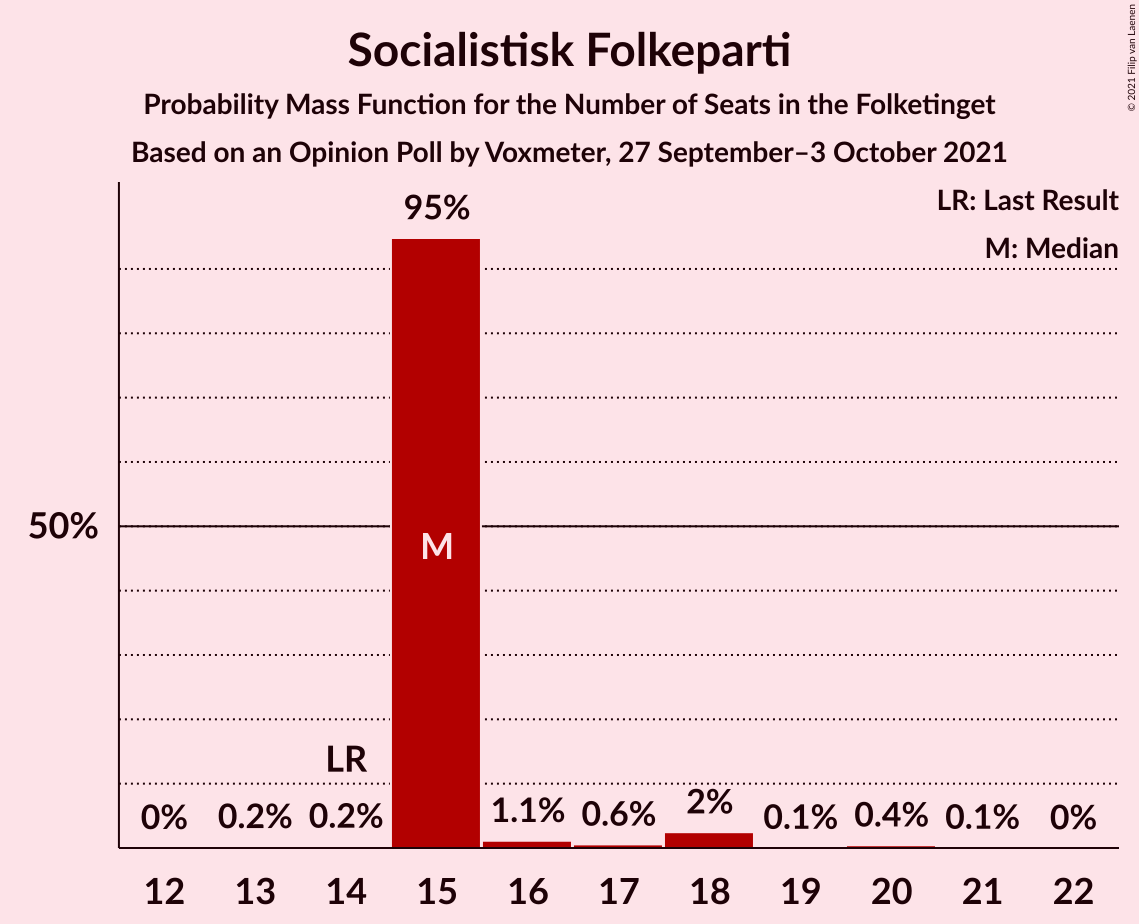 Socialistisk Folkeparti
Probability Mass Function for the Number of Seats in the Folketinget
Based on an Opinion Poll by Voxmeter, 27 September–3 October 2021
© 2021 Filip van Laenen
LR: Last Result
M: Median
95%
50%
M
LR
0% 0.2% 0.2% 1.1% 0.6% 2% 0.1% 0.4% 0.1% 0%
12 13 14 15 16 17 18 19 20 21 22